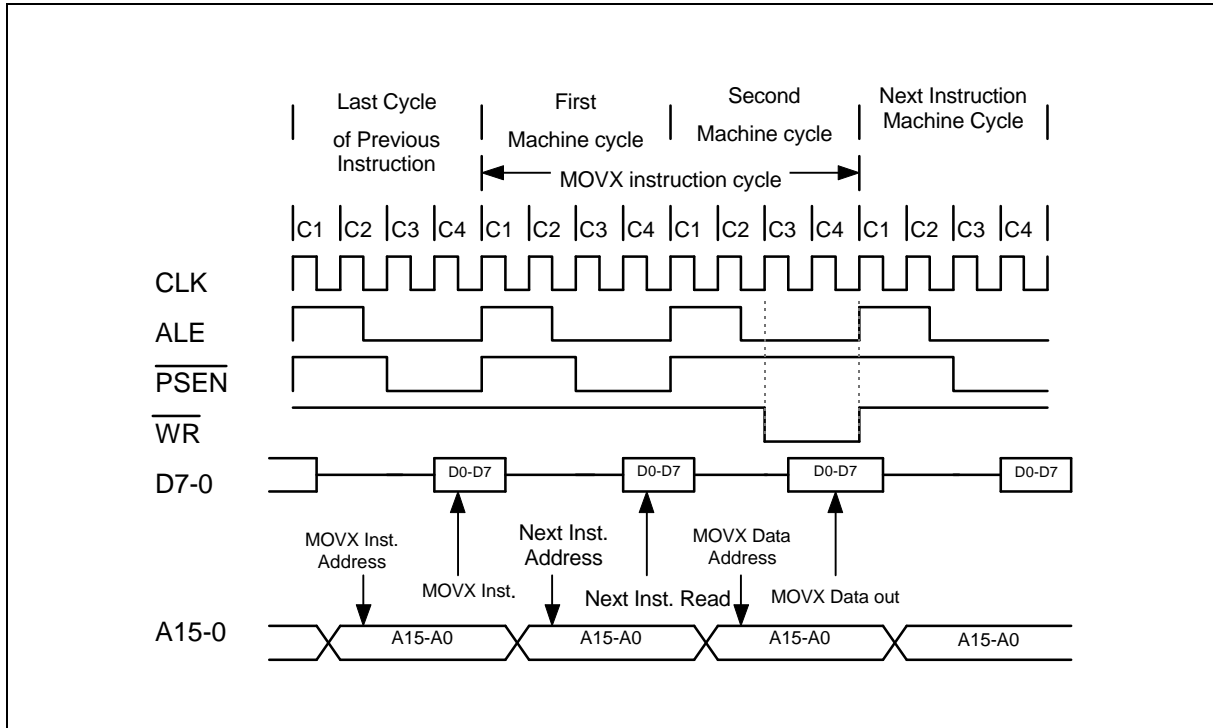 Last Cycle
of Previous
Instruction
First
Machine cycle
Second
Machine cycle
Next Instruction
Machine Cycle
MOVX instruction cycle
C1 C2 C3 C4 C1 C2 C3 C4 C1 C2 C3 C4 C1 C2 C3 C4
CLK
ALE
PSEN
WR
D7-0
D0-D7 D0-D7 D0-D7 D0-D7
MOVX Inst.
Address
MOVX Inst.
Next Inst.
Address
Next Inst. Read
MOVX Data
Address
MOVX Data out
A15-0
A15-A0 A15-A0 A15-A0 A15-A0